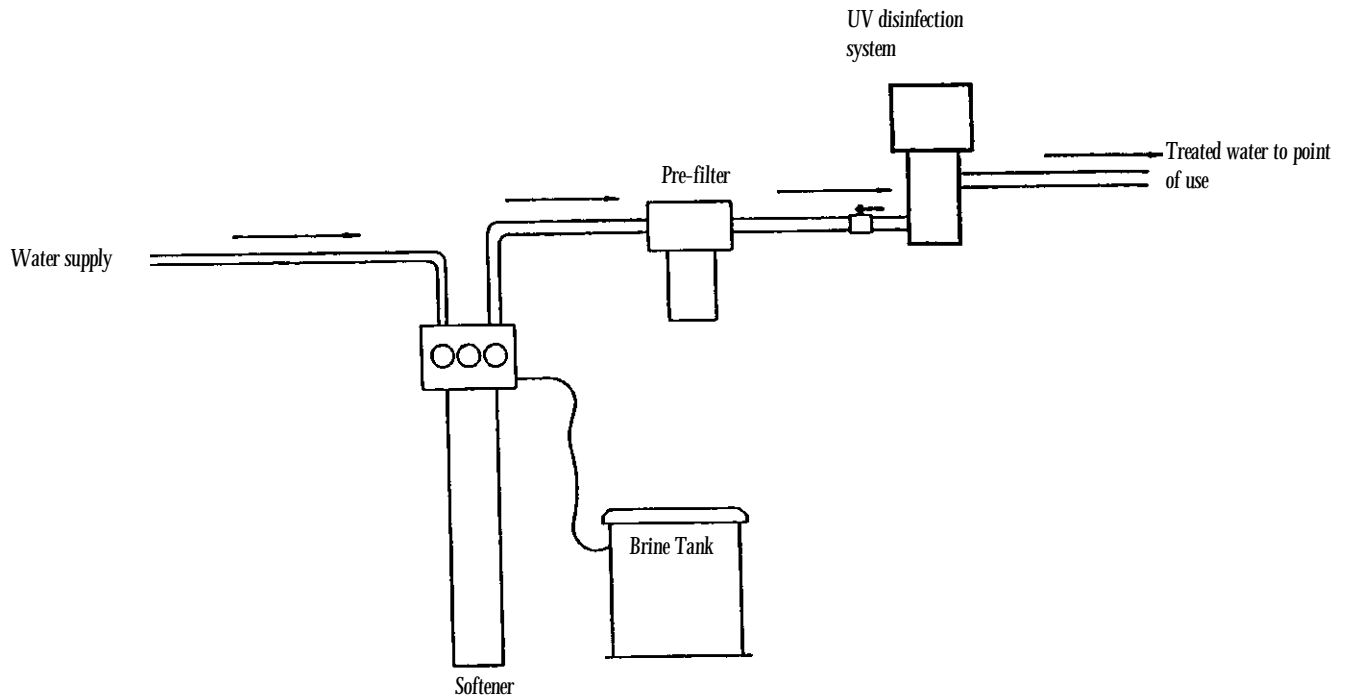 UV disinfection
system
Treated water to point
of use
Pre-filter
Water supply
Brine Tank
Softener